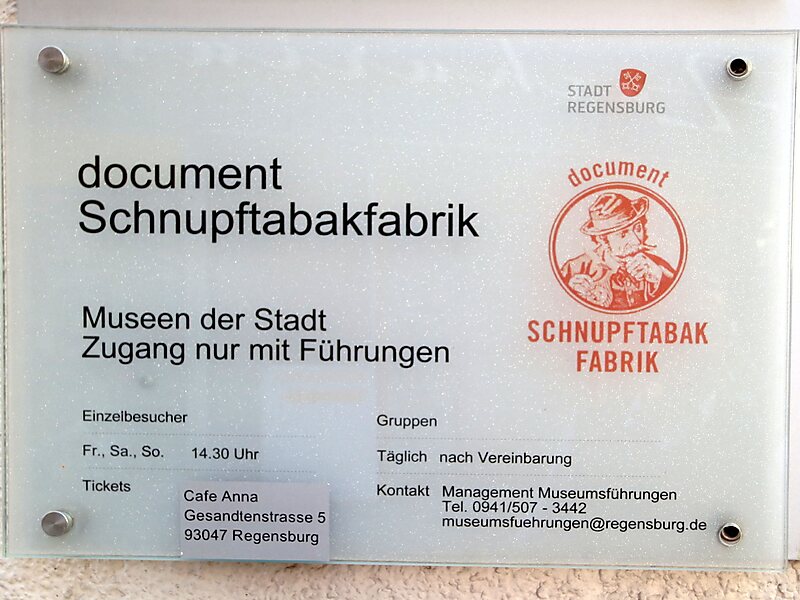 STADT
REGENSBURG
document
Schnupftabakfabrik
document
SCHNUPFTABAK
FABRIK
Museen der Stadt
Zugang nur mit Führungen
Einzelbesucher
Fr., Sa., So. 14.30 Uhr
Tickets
Cafe Anna
Gesandtenstrasse 5
93047 Regensburg
Gruppen
Täglich nach Vereinbarung
Kontakt Management Museumsführungen
Tel. 0941/507 - 3442
museumsfuehrungen@regensburg.de